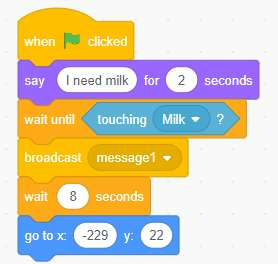 when clicked
say I need milk for 2 seconds
wait until touching Milk ?
broadcast message1
wait 8 seconds
go to x: -229 y: 22